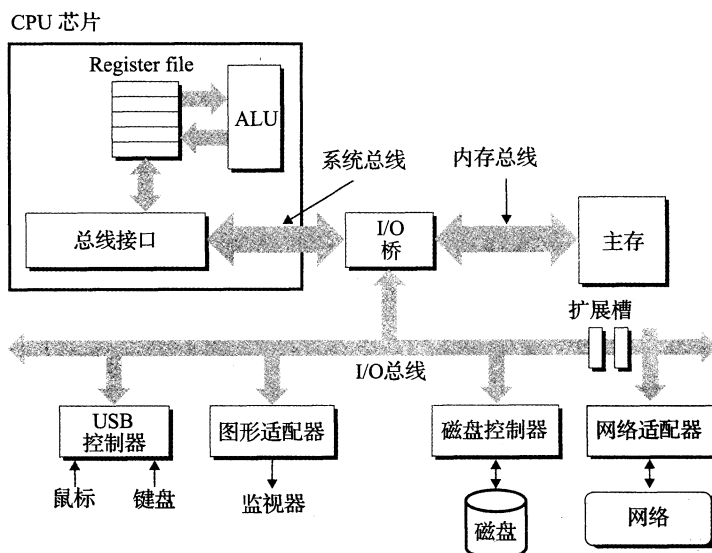 CPU 芯片
Register file
ALU
系统总线
内存总线
总线接口
I/O
桥
主存
扩展槽
I/O总线
USB
控制器
图形适配器
磁盘控制器
网络适配器
鼠标
键盘
监视器
磁盘
网络